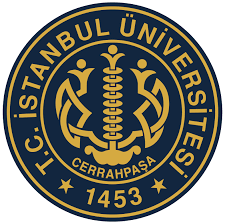 T.C. İSTANBUL ÜNİVERSİTESİ
CERRAHPAŞA
1453